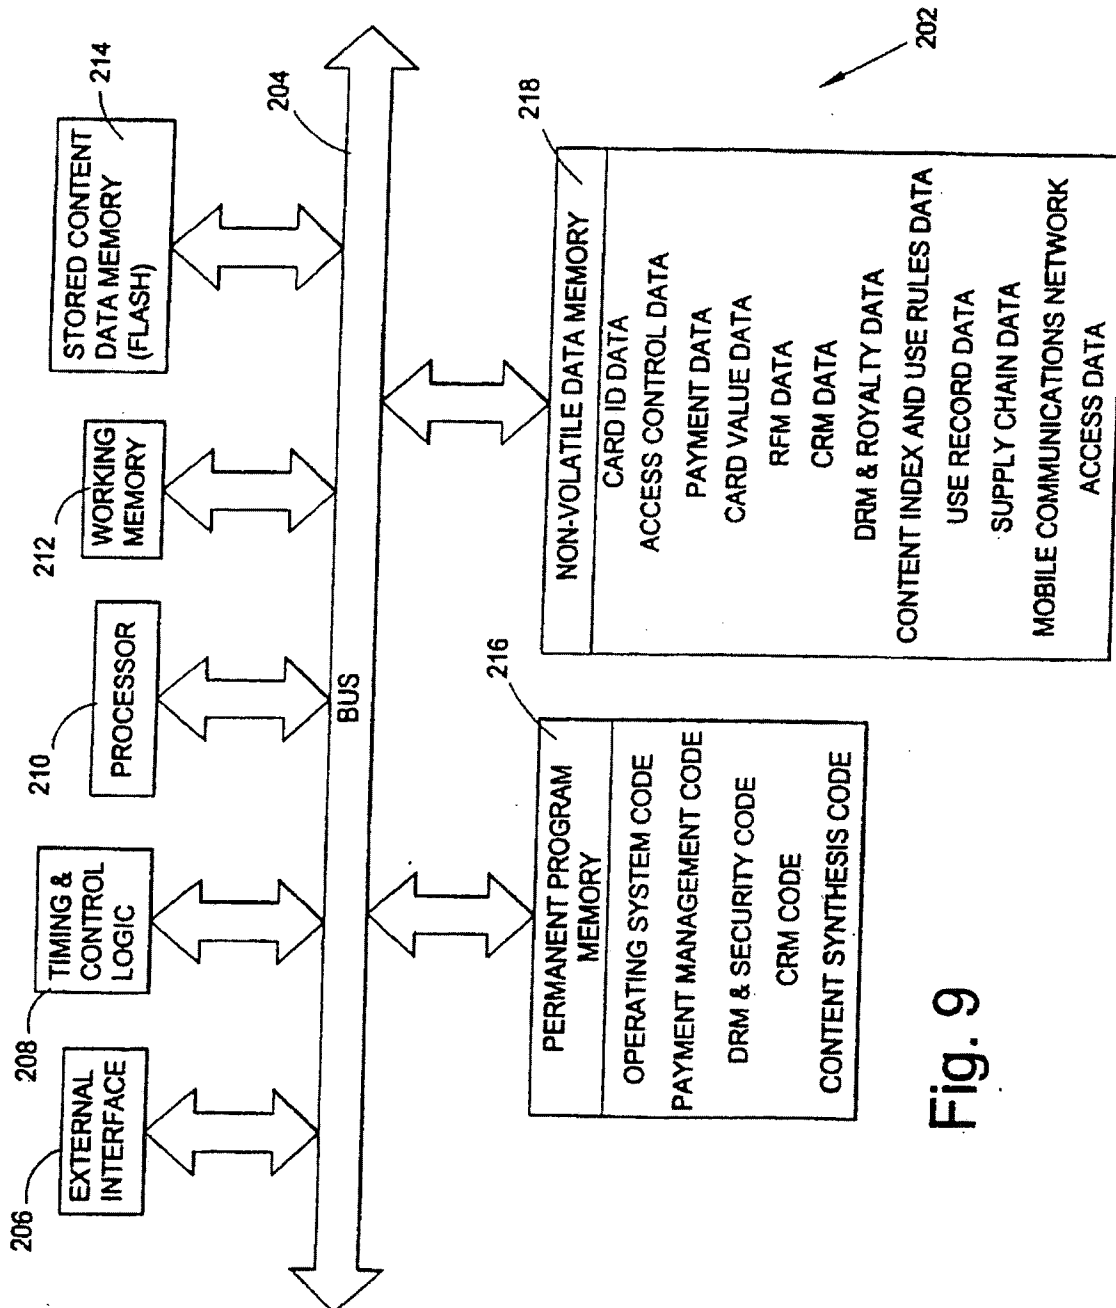 206
EXTERNAL
INTERFACE
208
TIMING &
CONTROL
LOGIC
210
PROCESSOR
212
WORKING
MEMORY
STORED CONTENT
DATA MEMORY
(FLASH)
214
204
BUS
216
PERMANENT PROGRAM
MEMORY
OPERATING SYSTEM CODE
PAYMENT MANAGEMENT CODE
DRM & SECURITY CODE
CRM CODE
CONTENT SYNTHESIS CODE
218
NON-VOLATILE DATA MEMORY
CARD ID DATA
ACCESS CONTROL DATA
PAYMENT DATA
CARD VALUE DATA
RFM DATA
CRM DATA
DRM & ROYALTY DATA
CONTENT INDEX AND USE RULES DATA
USE RECORD DATA
SUPPLY CHAIN DATA
MOBILE COMMUNICATIONS NETWORK
ACCESS DATA
202
Fig. 9